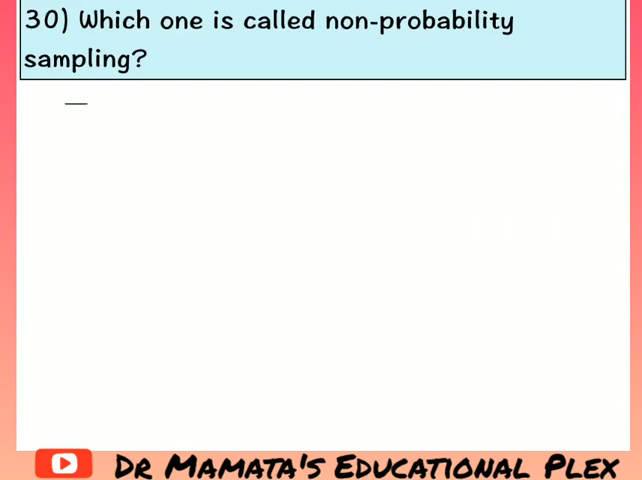 30) Which one is called non-probability
sampling?
DR MAMATA'S EDUCATIONAL PLEX